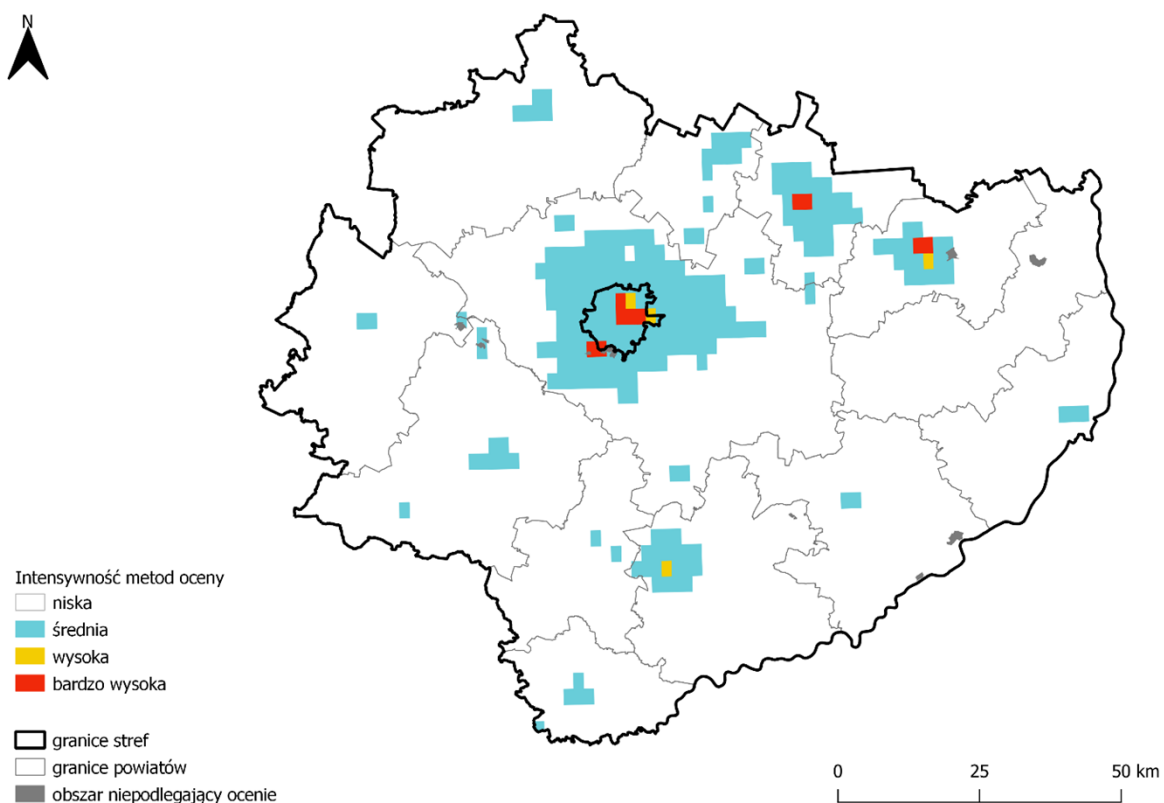 N
Intensywność metod oceny
niska
średnia
wysoka
bardzo wysoka
granice stref
granice powiatów
obszar niepodlegający ocenie
0 25 50 km